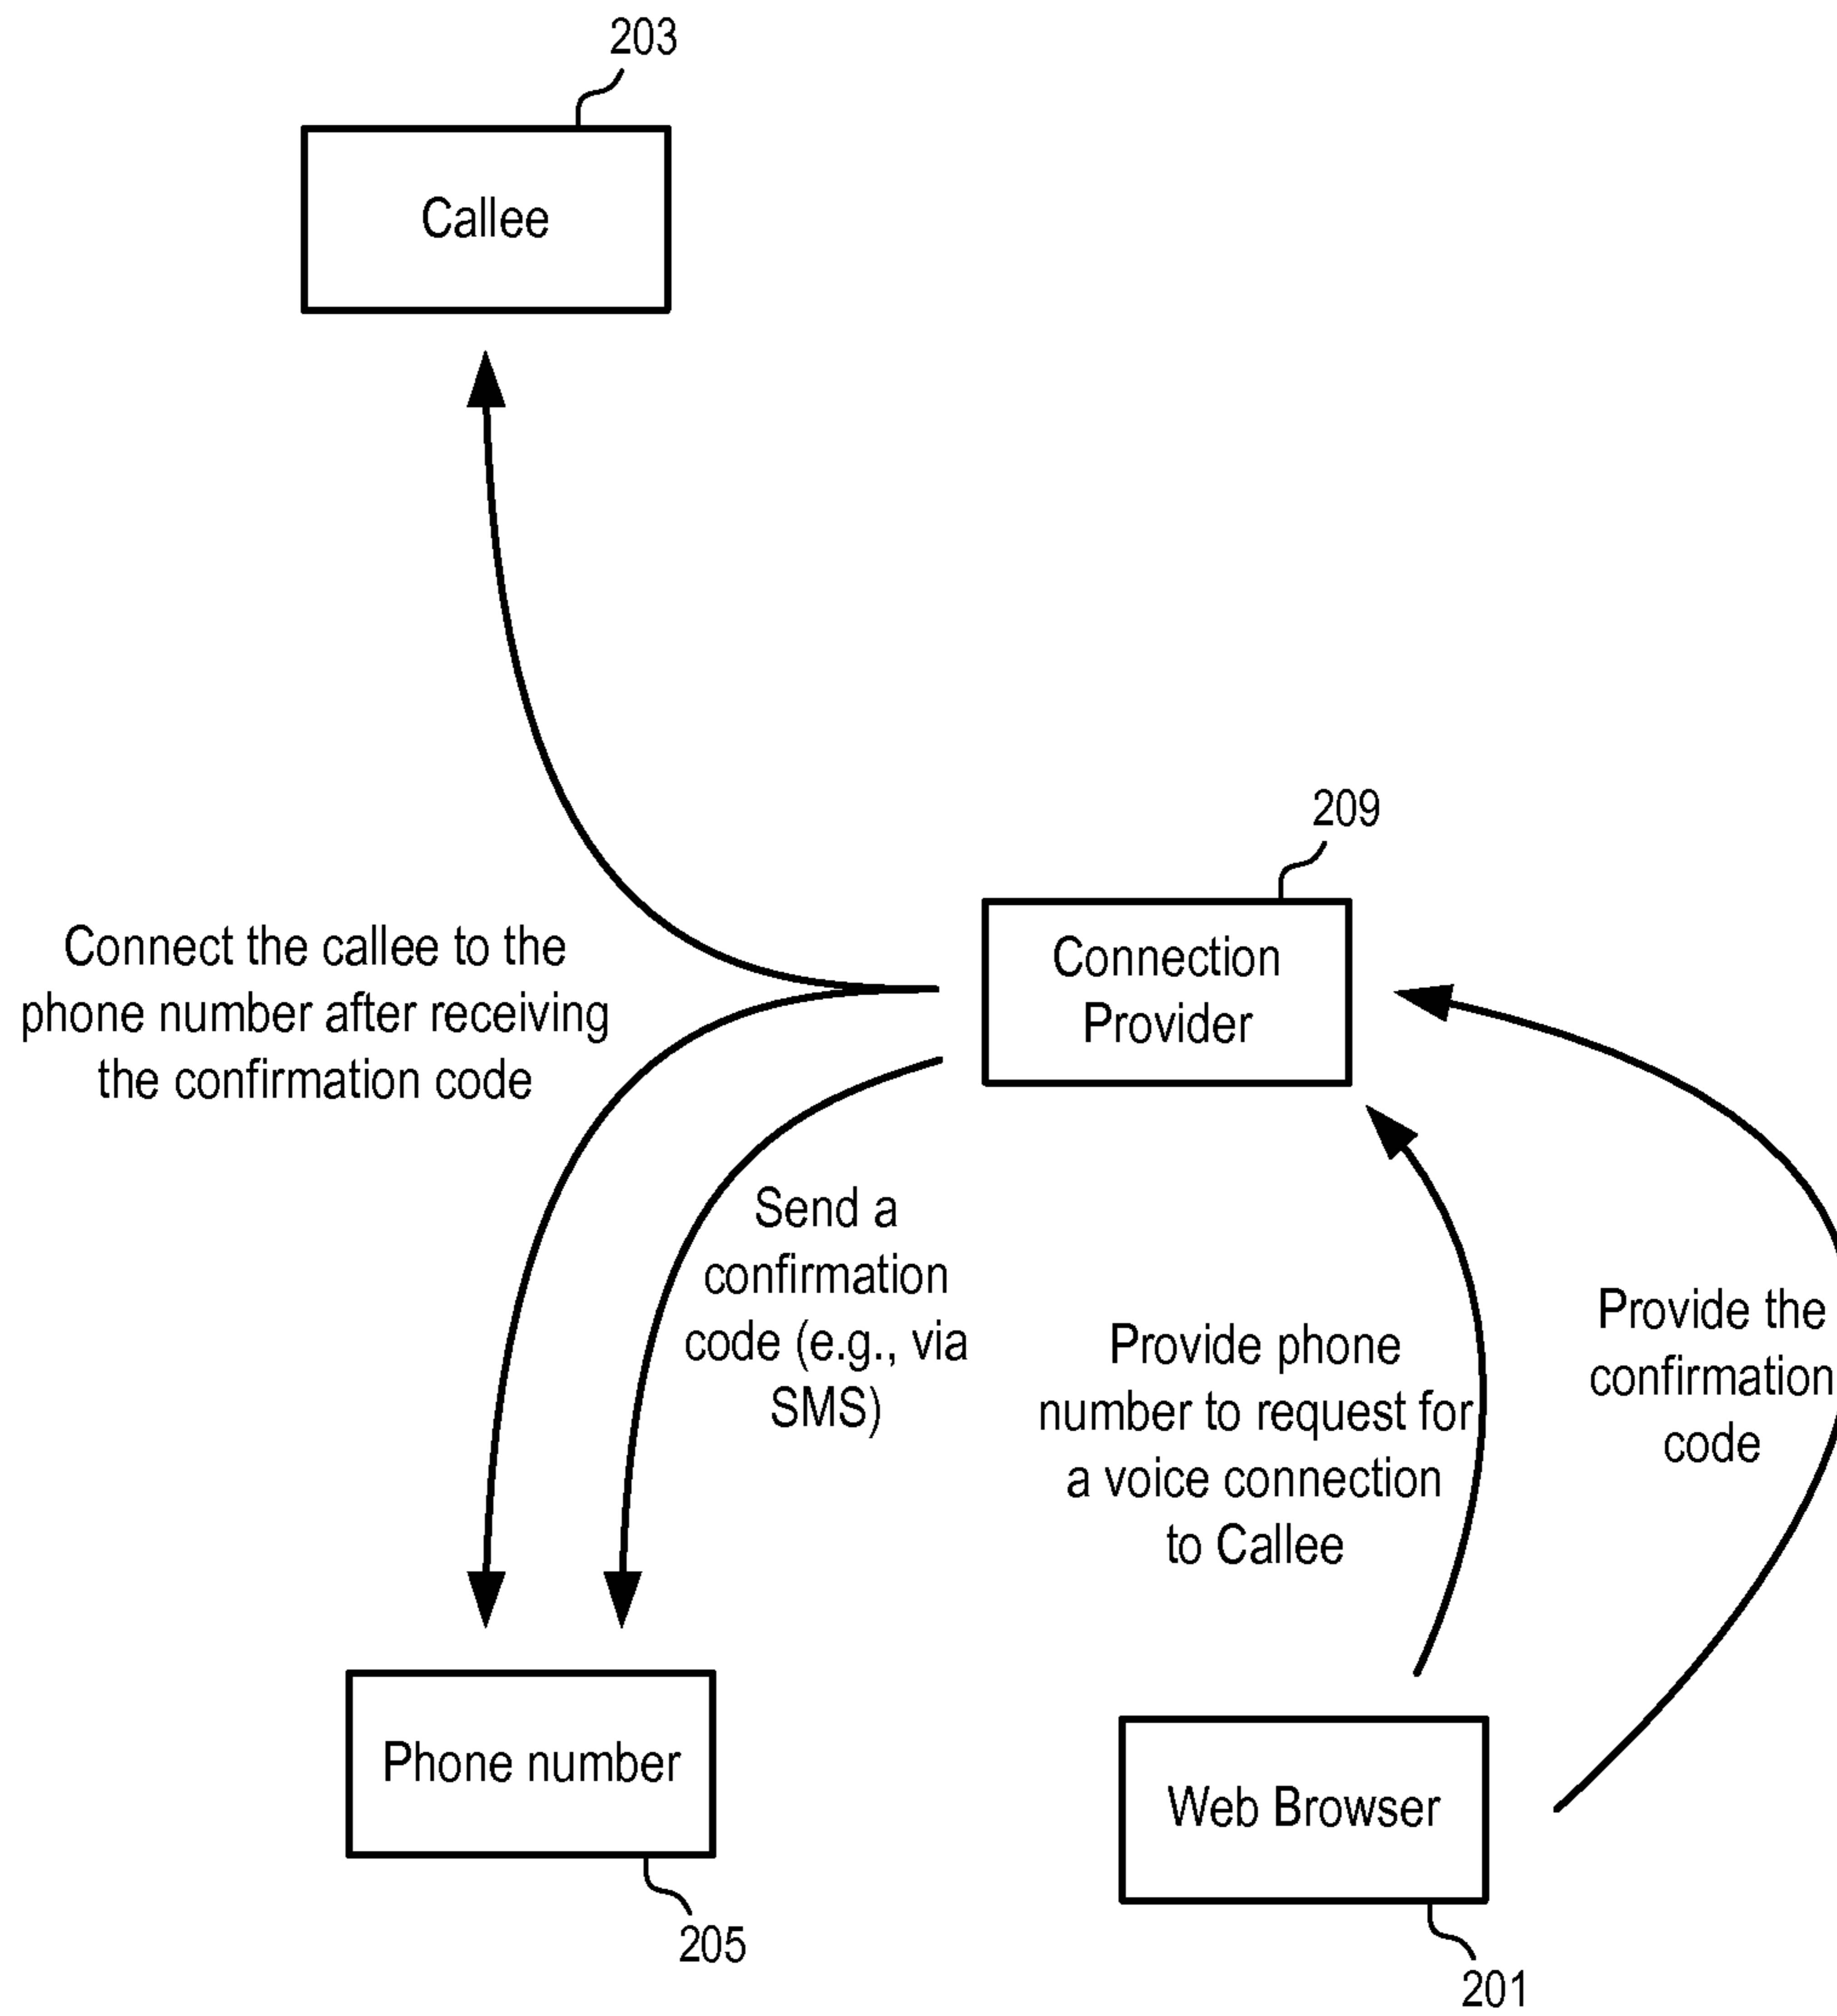 203
Callee
209
Connection
Provider
Connect the callee to the
phone number after receiving
the confirmation code
Send a
confirmation
code (e.g., via
SMS)
Provide phone
number to request for
a voice connection
to Callee
Provide the
confirmation
code
Phone number
205
Web Browser
201